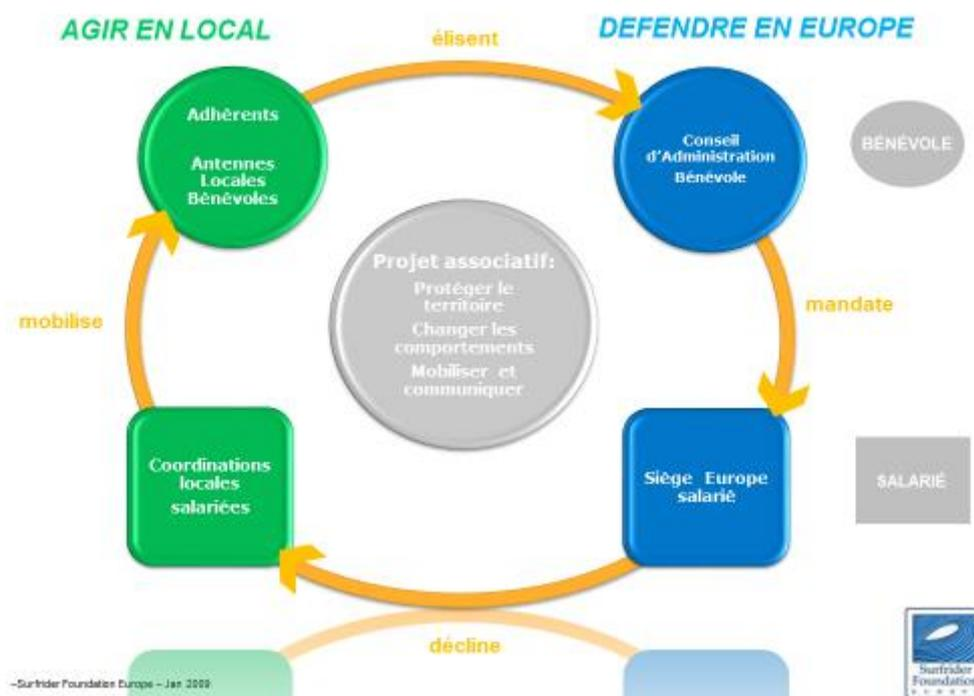 AGIR EN LOCAL
DEFENDRE EN EUROPE
élisent
Adhérents
Antennes
Locales
Bénévoles
Conseil
d'Administration
Bénévole
BÉNÉVOLE
Projet associatif:
Protéger le
territoire
Changer les
comportements
Mobiliser et
communiquer
mobilise
mandate
Coordinations
locales
salariées
Siège Europe
salarié
SALARIÉ
décline
–Surfrider Foundation Europe – Jan 2009
Surfrider
Foundation